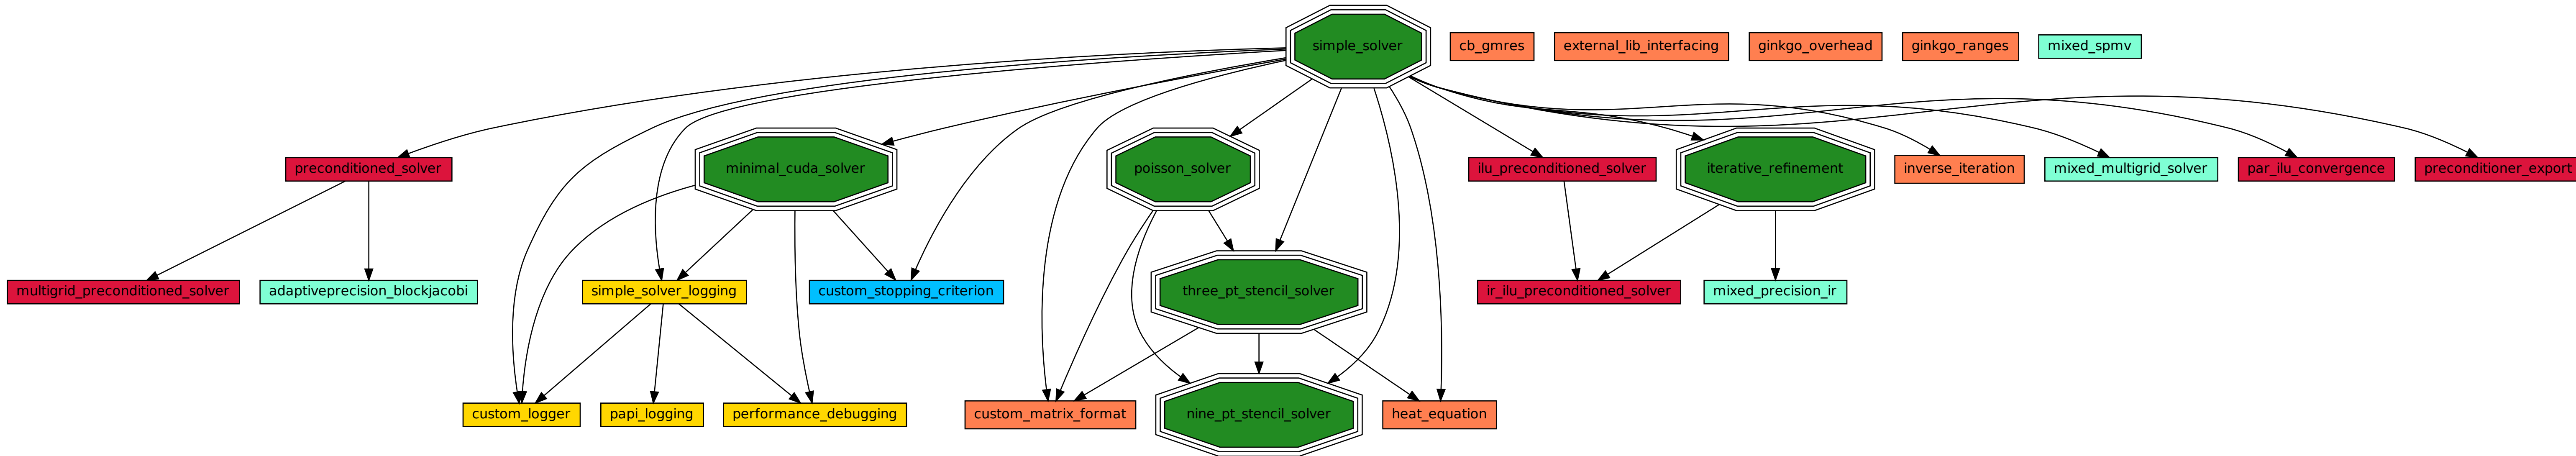 simple_solver
cb_gmres
external_lib_interfacing
ginkgo_overhead
ginkgo_ranges
mixed_spmv
preconditioned_solver
minimal_cuda_solver
poisson_solver
ilu_preconditioned_solver
iterative_refinement
inverse_iteration
mixed_multigrid_solver
par_ilu_convergence
preconditioner_export
multigrid_preconditioned_solver
adaptiveprecision_blockjacobi
simple_solver_logging
custom_stopping_criterion
three_pt_stencil_solver
ir_ilu_preconditioned_solver
mixed_precision_ir
custom_logger
papi_logging
performance_debugging
custom_matrix_format
nine_pt_stencil_solver
heat_equation